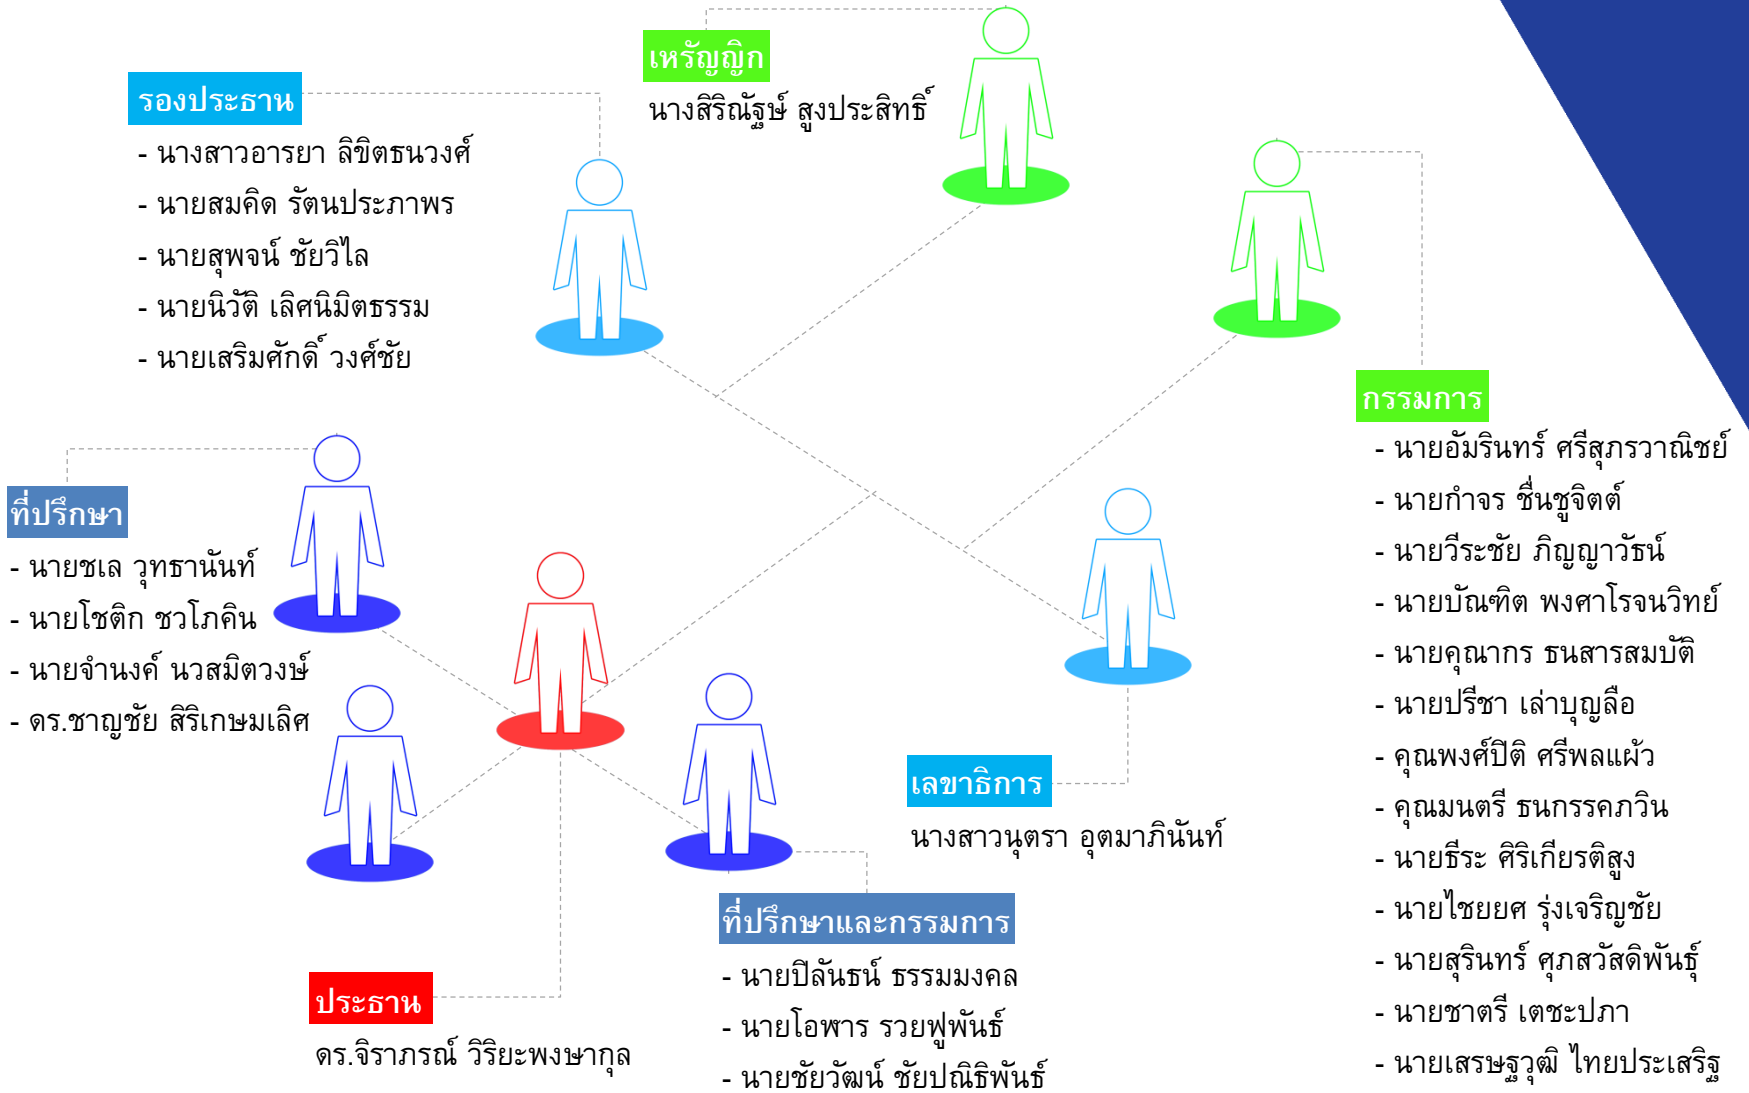 เหรัญญิก
นางสิริณัฐษ์ สูงประสิทธิ์
รองประธาน
- นางสาวอารยา ลิขิตธนวงศ์
- นายสมคิด รัตนประภาพร
- นายสุพจน์ ชัยวิไล
- นายนิวัติ เลิศนิมิตธรรม
- นายเสริมศักดิ์ วงศ์ชัย
กรรมการ
- นายอัมรินทร์ ศรีสุภรวาณิชย์
- นายกำจร ชื่นชูจิตต์
- นายวีระชัย ภิญญาวัธน์
- นายบัณฑิต พงศาโรจนวิทย์
- นายคุณากร ธนสารสมบัติ
- นายปรีชา เล่าบุญลือ
- คุณพงศ์ปิติ ศรีพลแผ้ว
- คุณมนตรี ธนกรรคภวิน
- นายธีระ ศิริเกียรติสูง
- นายไชยยศ รุ่งเจริญชัย
- นายสุรินทร์ ศุภสวัสดิพันธุ์
- นายชาตรี เตชะปภา
- นายเสรษฐวุฒิ ไทยประเสริฐ
ที่ปรึกษา
- นายชเล วุทธานันท์
- นายโชติก ชวโภคิน
- นายจำนงค์ นวสมิตวงษ์
- ดร.ชาญชัย สิริเกษมเลิศ
เลขาธิการ
นางสาวนุตรา อุตมาภินันท์
ที่ปรึกษาและกรรมการ
- นายปิลันธน์ ธรรมมงคล
- นายโอฬาร รวยฟูพันธ์
- นายชัยวัฒน์ ชัยปณิธิพันธ์
ประธาน
ดร.จิราภรณ์ วิริยะพงษากุล